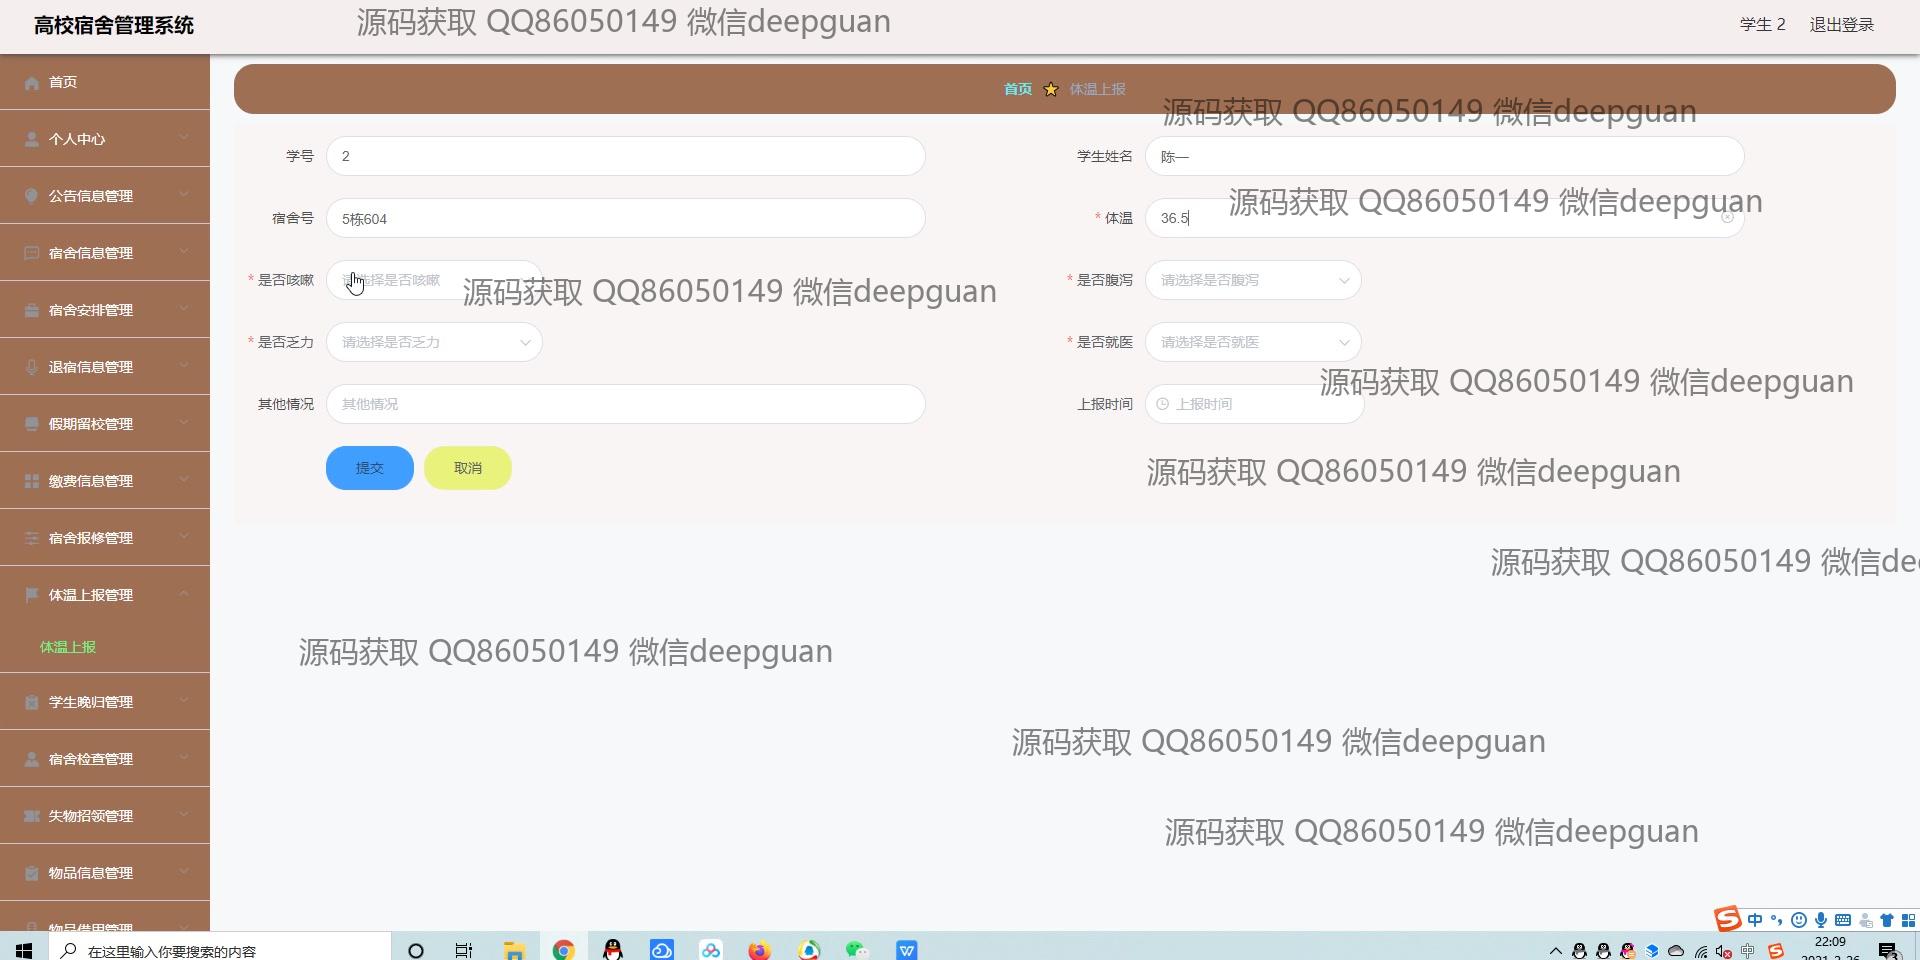 高校宿舍管理系统
源码获取 QQ86050149 微信deepguan
学生 2 退出登录
首页
个人中心
公告信息管理
宿舍信息管理
宿舍安排管理
退宿信息管理
假期留校管理
缴费信息管理
宿舍报修管理
体温上报管理
体温上报
学生晚归管理
宿舍检查管理
失物招领管理
物品信息管理
物品借用管理
首页 体温上报
源码获取 QQ86050149 微信deepguan
学号 2
学生姓名 陈一
源码获取 QQ86050149 微信deepguan
宿舍号 5栋604
* 体温 36.5
* 是否咳嗽 请选择是否咳嗽
源码获取 QQ86050149 微信deepguan
* 是否腹泻 请选择是否腹泻
* 是否乏力 请选择是否乏力
* 是否就医 请选择是否就医
源码获取 QQ86050149 微信deepguan
其他情况 其他情况
上报时间 上报时间
提交 取消
源码获取 QQ86050149 微信deepguan
源码获取 QQ86050149 微信dee
源码获取 QQ86050149 微信deepguan
源码获取 QQ86050149 微信deepguan
源码获取 QQ86050149 微信deepguan
中
在这里输入你要搜索的内容
中
22:09
2021-2-26